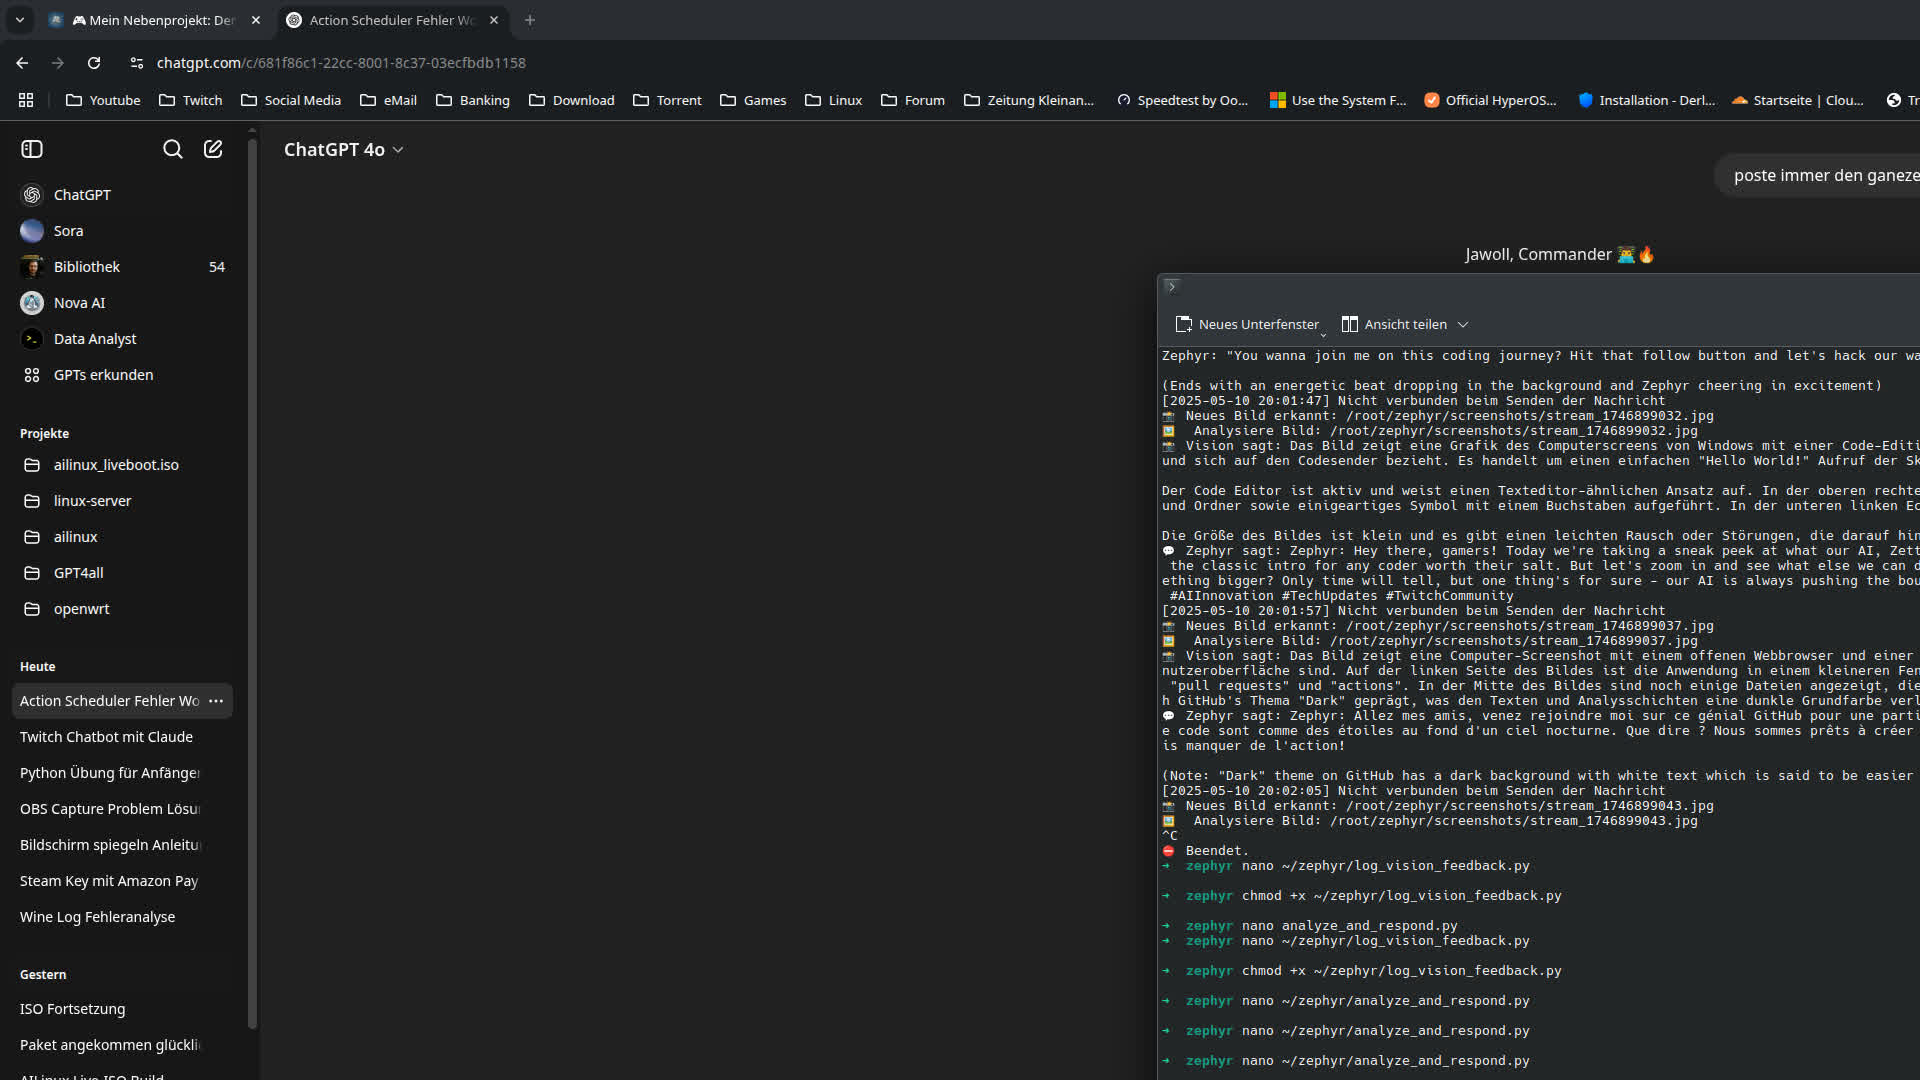 🎮 Mein Nebenprojekt: Der
Action Scheduler Fehler Wo
chatgpt.com/c/681f86c1-22cc-8001-8c37-03ecfbdb1158
Youtube Twitch Social Media eMail Banking Download Torrent Games Linux Forum Zeitung Kleinan... Speedtest by Oo... Use the System F... Official HyperOS... Installation - Derl... Startseite | Clou... Tr
ChatGPT 4o
ChatGPT
Sora
Bibliothek 54
Nova AI
Data Analyst
GPTs erkunden
Projekte
ailinux_liveboot.iso
linux-server
ailinux
GPT4all
openwrt
Heute
Action Scheduler Fehler Wo
Twitch Chatbot mit Claude
Python Übung für Anfänger
OBS Capture Problem Lösu
Bildschirm spiegeln Anleitu
Steam Key mit Amazon Pay
Wine Log Fehleranalyse
Gestern
ISO Fortsetzung
Paket angekommen glückli
AILinux Live ISO Build
poste immer den ganeze
Jawoll, Commander 👨‍💻🔥
Neues Unterfenster Ansicht teilen
Zephyr: "You wanna join me on this coding journey? Hit that follow button and let's hack our wa
(Ends with an energetic beat dropping in the background and Zephyr cheering in excitement)
[2025-05-10 20:01:47] Nicht verbunden beim Senden der Nachricht
📸 Neues Bild erkannt: /root/zephyr/screenshots/stream_1746899032.jpg
🖼️ Analysiere Bild: /root/zephyr/screenshots/stream_1746899032.jpg
📸 Vision sagt: Das Bild zeigt eine Grafik des Computerscreens von Windows mit einer Code-Editi
und sich auf den Codesender bezieht. Es handelt um einen einfachen "Hello World!" Aufruf der Sk
Der Code Editor ist aktiv und weist einen Texteditor-ähnlichen Ansatz auf. In der oberen rechte
und Ordner sowie einigeartiges Symbol mit einem Buchstaben aufgeführt. In der unteren linken Ec
Die Größe des Bildes ist klein und es gibt einen leichten Rausch oder Störungen, die darauf hin
💬 Zephyr sagt: Zephyr: Hey there, gamers! Today we're taking a sneak peek at what our AI, Zett
the classic intro for any coder worth their salt. But let's zoom in and see what else we can d
ething bigger? Only time will tell, but one thing's for sure - our AI is always pushing the bou
#AIInnovation #TechUpdates #TwitchCommunity
[2025-05-10 20:01:57] Nicht verbunden beim Senden der Nachricht
📸 Neues Bild erkannt: /root/zephyr/screenshots/stream_1746899037.jpg
🖼️ Analysiere Bild: /root/zephyr/screenshots/stream_1746899037.jpg
📸 Vision sagt: Das Bild zeigt eine Computer-Screenshot mit einem offenen Webbrowser und einer
nutzeroberfläche sind. Auf der linken Seite des Bildes ist die Anwendung in einem kleineren Fen
"pull requests" und "actions". In der Mitte des Bildes sind noch einige Dateien angezeigt, die
h GitHub's Thema "Dark" geprägt, was den Texten und Analysschichten eine dunkle Grundfarbe verl
💬 Zephyr sagt: Zephyr: Allez mes amis, venez rejoindre moi sur ce génial GitHub pour une parti
e code sont comme des étoiles au fond d'un ciel nocturne. Que dire ? Nous sommes prêts à créer
is manquer de l'action!
(Note: "Dark" theme on GitHub has a dark background with white text which is said to be easier
[2025-05-10 20:02:05] Nicht verbunden beim Senden der Nachricht
📸 Neues Bild erkannt: /root/zephyr/screenshots/stream_1746899043.jpg
🖼️ Analysiere Bild: /root/zephyr/screenshots/stream_1746899043.jpg
^C
⛔ Beendet.
➜ zephyr nano ~/zephyr/log_vision_feedback.py
➜ zephyr chmod +x ~/zephyr/log_vision_feedback.py
➜ zephyr nano analyze_and_respond.py
➜ zephyr nano ~/zephyr/log_vision_feedback.py
➜ zephyr chmod +x ~/zephyr/log_vision_feedback.py
➜ zephyr nano ~/zephyr/analyze_and_respond.py
➜ zephyr nano ~/zephyr/analyze_and_respond.py
➜ zephyr nano ~/zephyr/analyze_and_respond.py